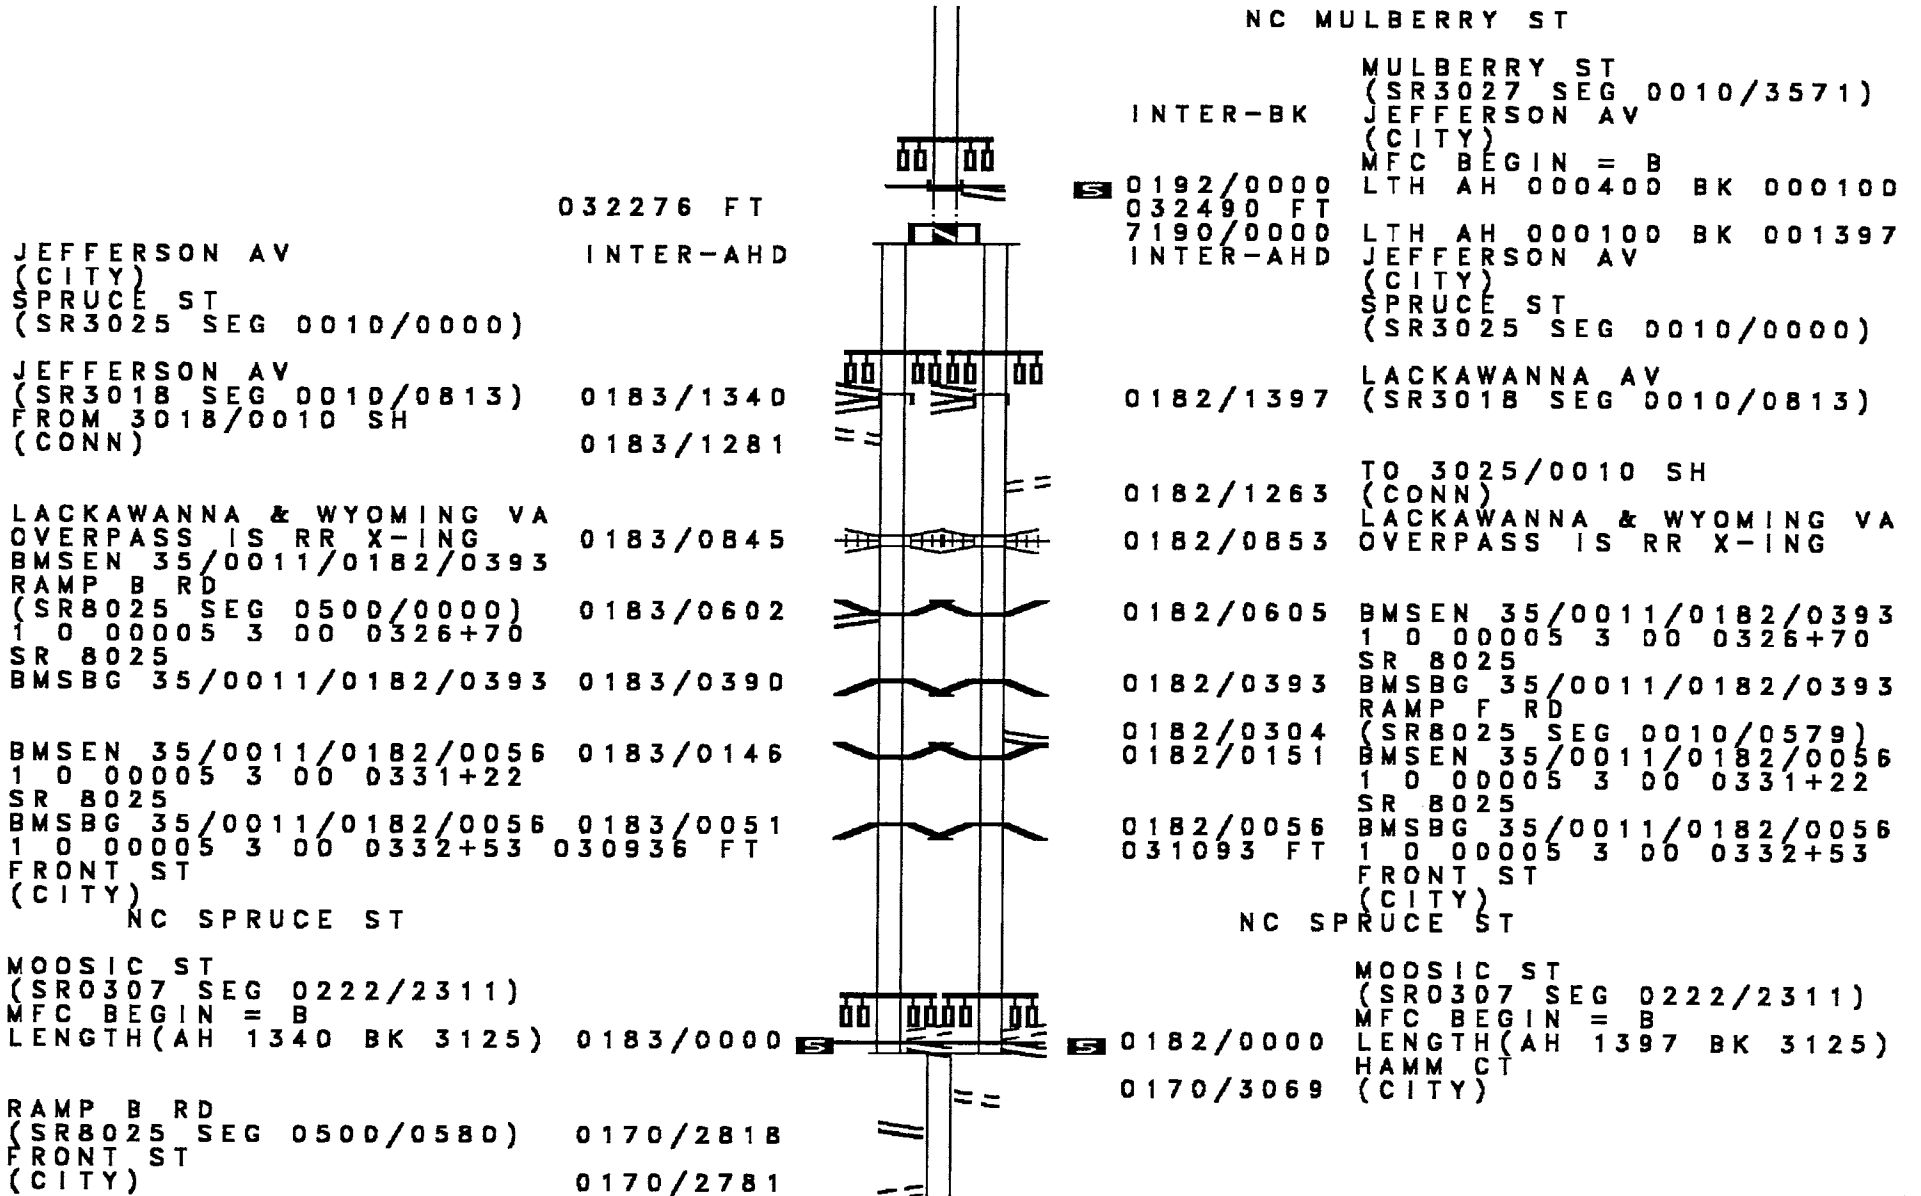 NC MULBERRY ST
MULBERRY ST
(SR3027 SEG 0010/3571)
INTER-BK JEFFERSON AV
(CITY)
MFC BEGIN = B
S 0192/0000 LTH AH 000400 BK 000100
032490 FT
7190/0000 LTH AH 000100 BK 001397
INTER-AHD JEFFERSON AV
(CITY)
SPRUCE ST
(SR3025 SEG 0010/0000)
LACKAWANNA AV
0182/1397 (SR3018 SEG 0010/0813)
TO 3025/0010 SH
0182/1263 (CONN)
LACKAWANNA & WYOMING VA
0182/0853 OVERPASS IS RR X-ING
0182/0605 BMSEN 35/0011/0182/0393
1 0 00005 3 00 0326+70
SR 8025
0182/0393 BMSBG 35/0011/0182/0393
RAMP F RD
0182/0304 (SR8025 SEG 0010/0579)
0182/0151 BMSEN 35/0011/0182/0056
1 0 00005 3 00 0331+22
SR 8025
0182/0056 BMSBG 35/0011/0182/0056
031093 FT 1 0 00005 3 00 0332+53
FRONT ST
(CITY)
NC SPRUCE ST
MOOSIC ST
(SR0307 SEG 0222/2311)
MFC BEGIN = B
S 0182/0000 LENGTH(AH 1397 BK 3125)
HAMM CT
0170/3069 (CITY)
032276 FT
JEFFERSON AV INTER-AHD
(CITY)
SPRUCE ST
(SR3025 SEG 0010/0000)
JEFFERSON AV
(SR3018 SEG 0010/0813) 0183/1340
FROM 3018/0010 SH
(CONN) 0183/1281
LACKAWANNA & WYOMING VA
OVERPASS IS RR X-ING 0183/0845
BMSEN 35/0011/0182/0393
RAMP B RD
(SR8025 SEG 0500/0000) 0183/0602
1 0 00005 3 00 0326+70
SR 8025
BMSBG 35/0011/0182/0393 0183/0390
BMSEN 35/0011/0182/0056 0183/0146
1 0 00005 3 00 0331+22
SR 8025
BMSBG 35/0011/0182/0056 0183/0051
1 0 00005 3 00 0332+53 030936 FT
FRONT ST
(CITY)
NC SPRUCE ST
MOOSIC ST
(SR0307 SEG 0222/2311)
MFC BEGIN = B
LENGTH(AH 1340 BK 3125) 0183/0000 S
RAMP B RD
(SR8025 SEG 0500/0580) 0170/2818
FRONT ST
(CITY) 0170/2781